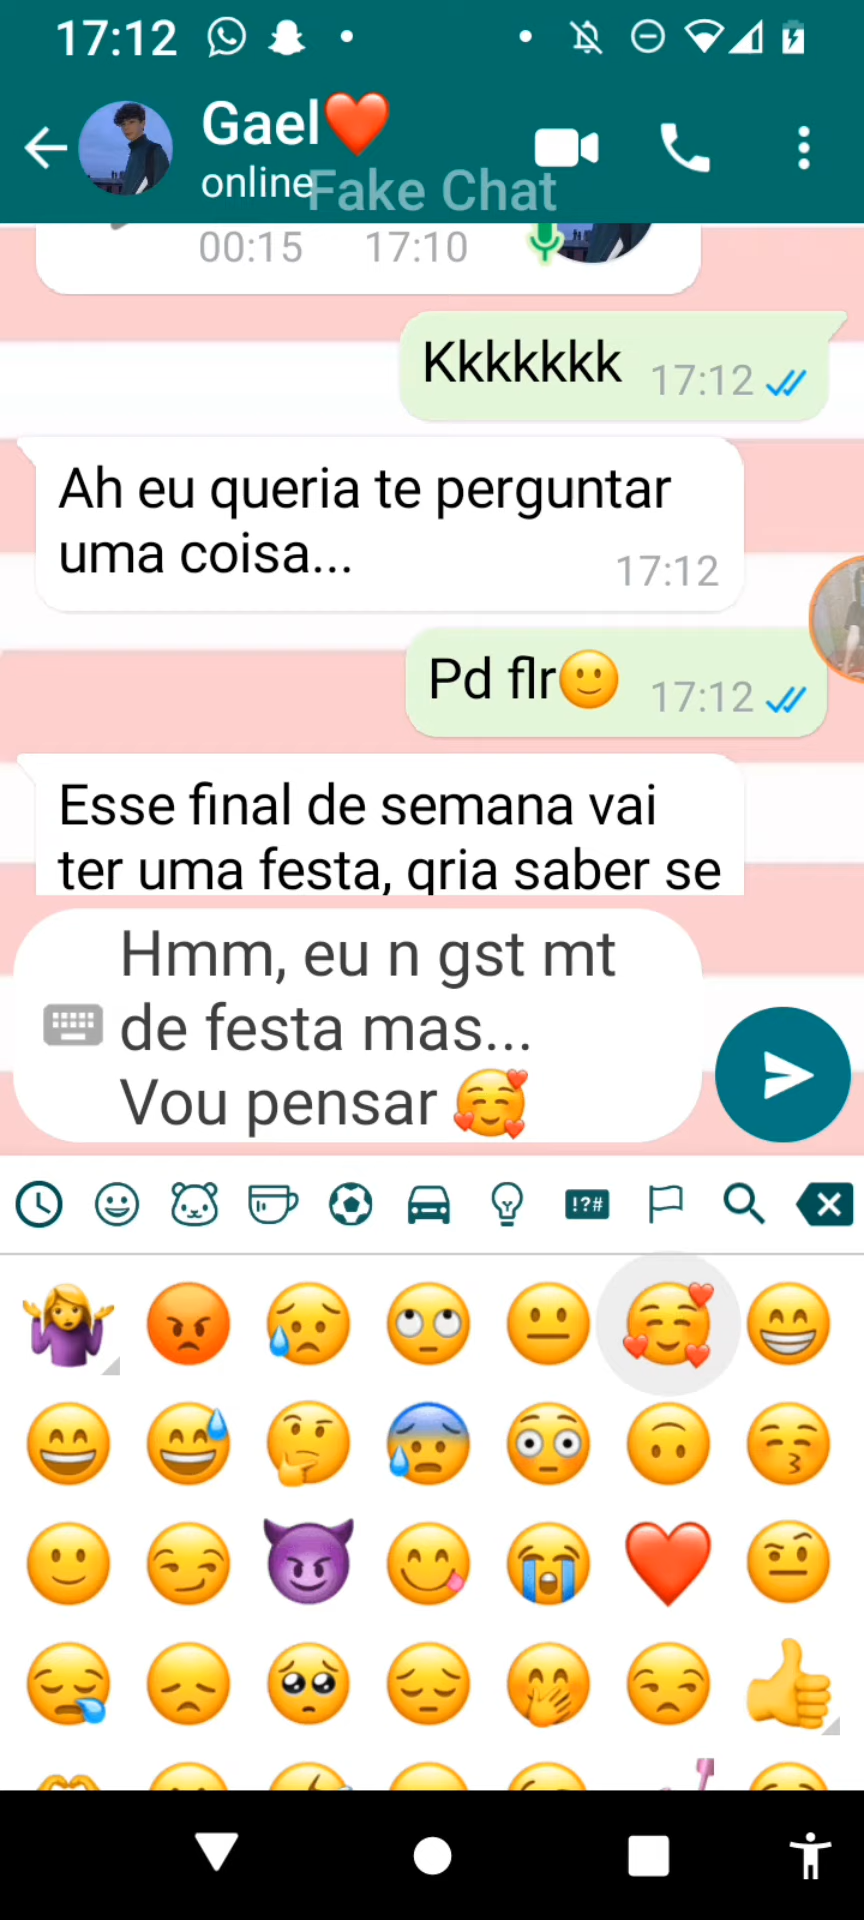 17:12
Gael❤️
online
Fake Chat
00:15 17:10
Kkkkkkk 17:12
Ah eu queria te perguntar
uma coisa... 17:12
Pd flr🙂 17:12
Esse final de semana vai
ter uma festa, qria saber se
Hmm, eu n gst mt
de festa mas...
Vou pensar 🥰
!?#